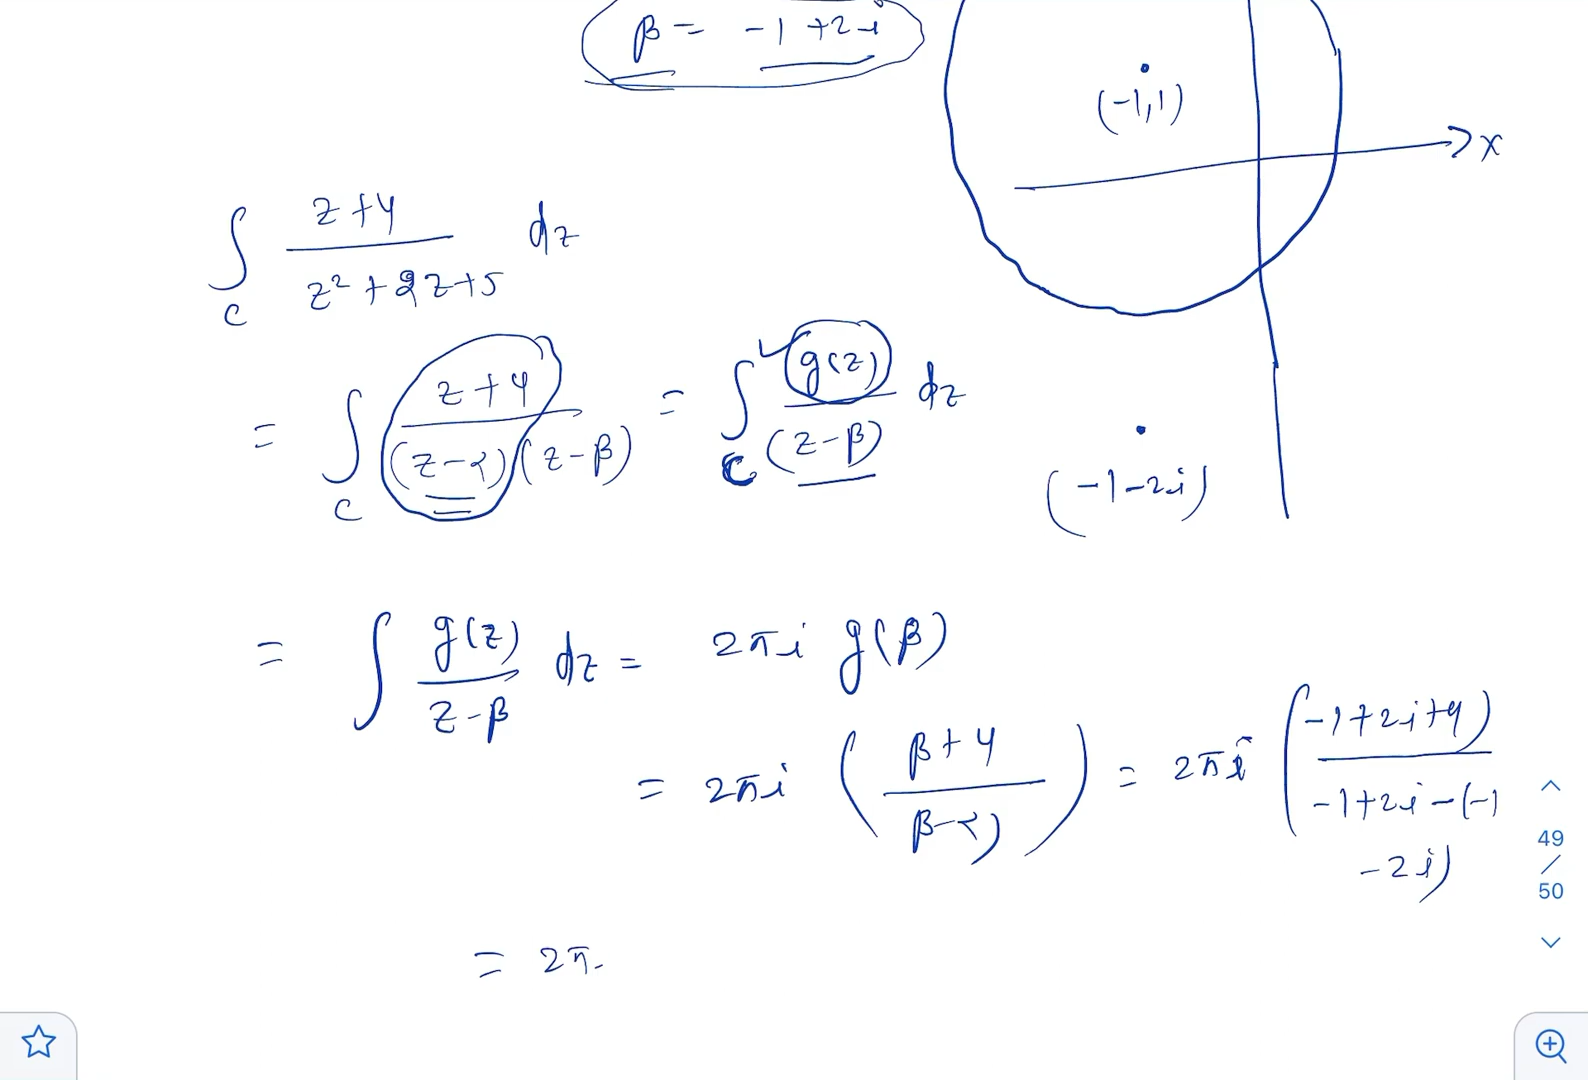 β = -1 +2i
(-1,1)
x
∫_C (z+4)/(z² + 2z+5) dz
= ∫_C (z+4)/((z-α)(z-β)) = ∫_C g(z)/(z-β) dz
(-1-2i)
= ∫ g(z)/(z-β) dz = 2πi g(β)
= 2πi ((β+4)/(β-α)) = 2πi ((-1+2i+4)/(-1+2i-(-1-2i)))
= 2π.
49
/
50